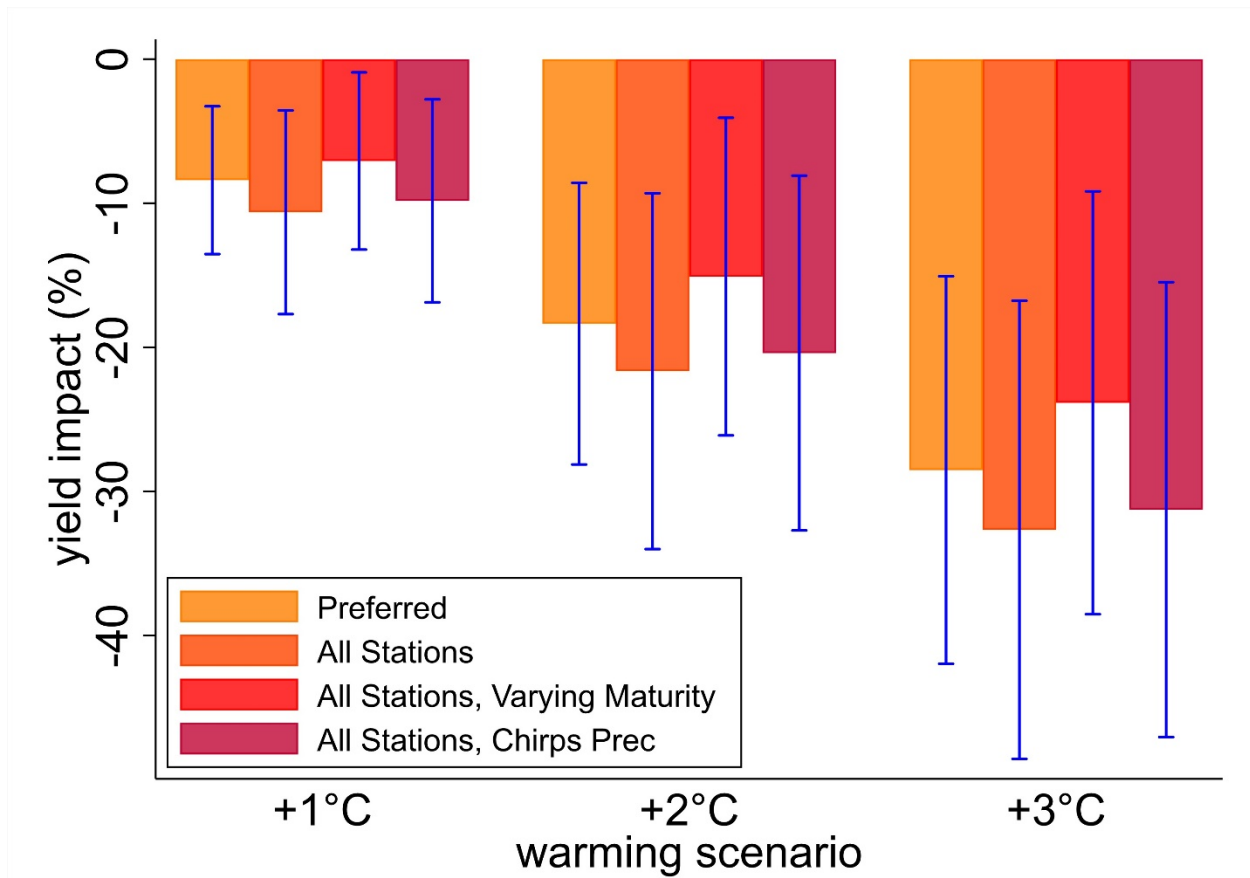 0
-10
-20
-30
-40
yield impact (%)
Preferred
All Stations
All Stations, Varying Maturity
All Stations, Chirps Prec
+1°C
+2°C
+3°C
warming scenario